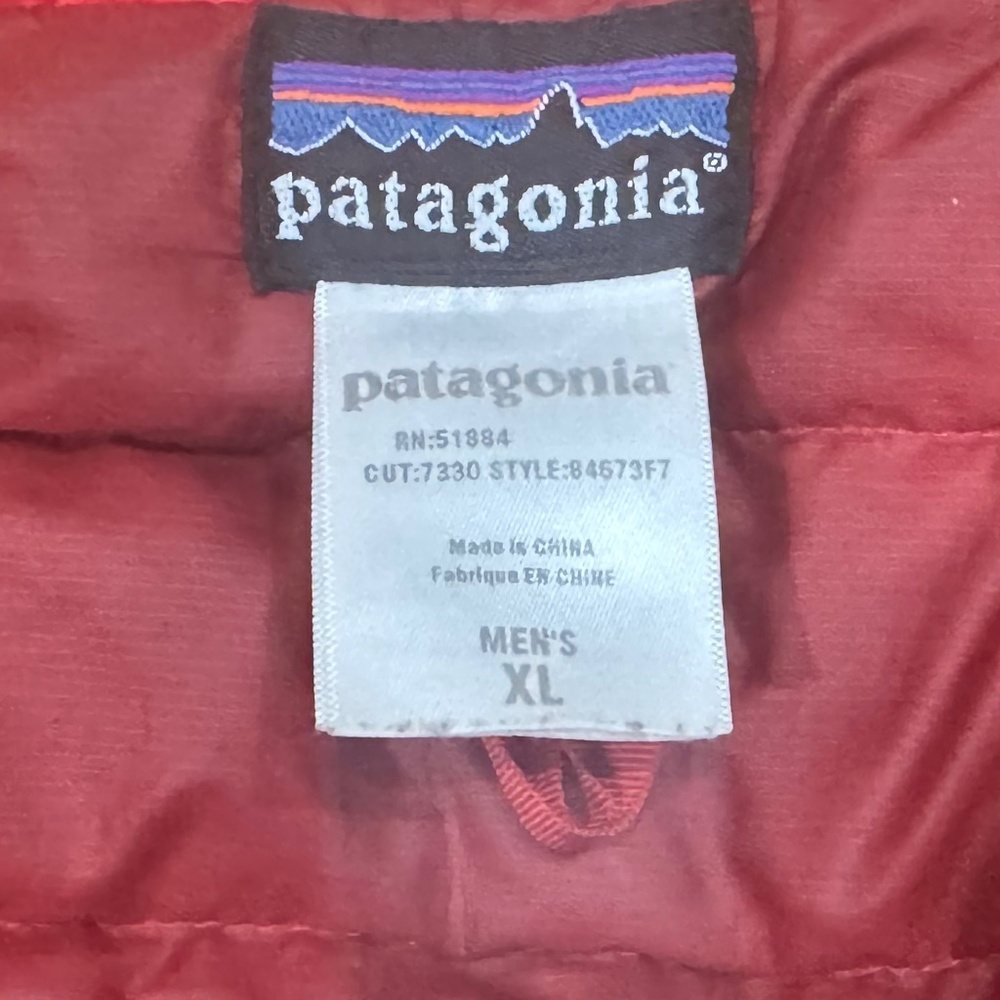 patagonia®
patagonia
RN:51884
CUT:7330 STYLE:84673F7
Made in CHINA
Fabrique EN CHINE
MEN'S
XL